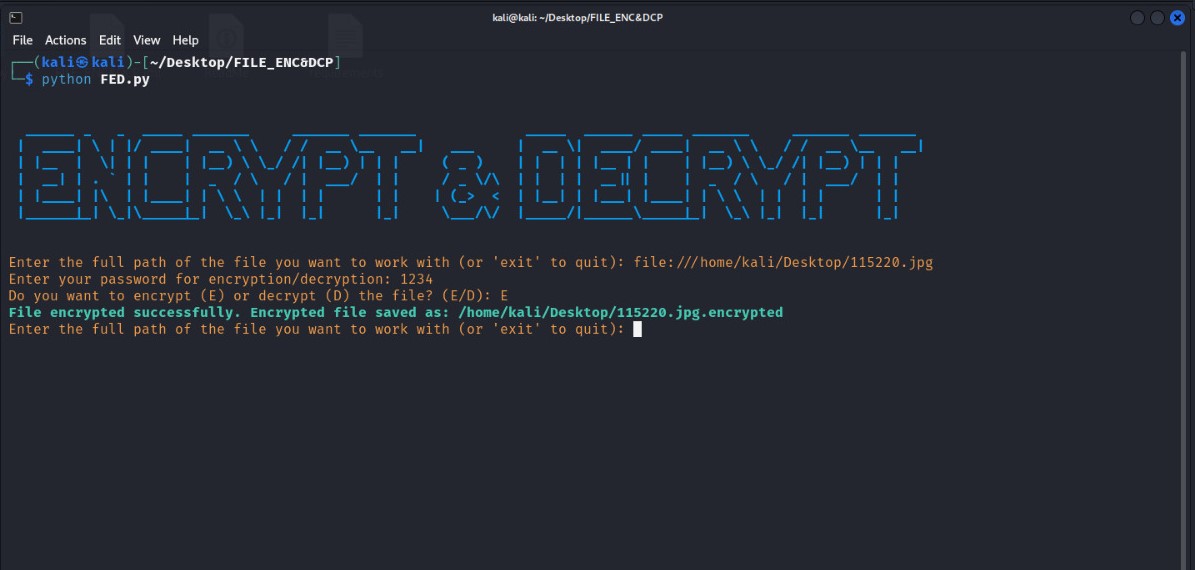 kali@kali: ~/Desktop/FILE_ENC&DCP
File Actions Edit View Help
┌──(kali㉿kali)-[~/Desktop/FILE_ENC&DCP]
└─$ python FED.py
ENCRYPT & DECRYPT
Enter the full path of the file you want to work with (or 'exit' to quit): file:///home/kali/Desktop/115220.jpg
Enter your password for encryption/decryption: 1234
Do you want to encrypt (E) or decrypt (D) the file? (E/D): E
File encrypted successfully. Encrypted file saved as: /home/kali/Desktop/115220.jpg.encrypted
Enter the full path of the file you want to work with (or 'exit' to quit):